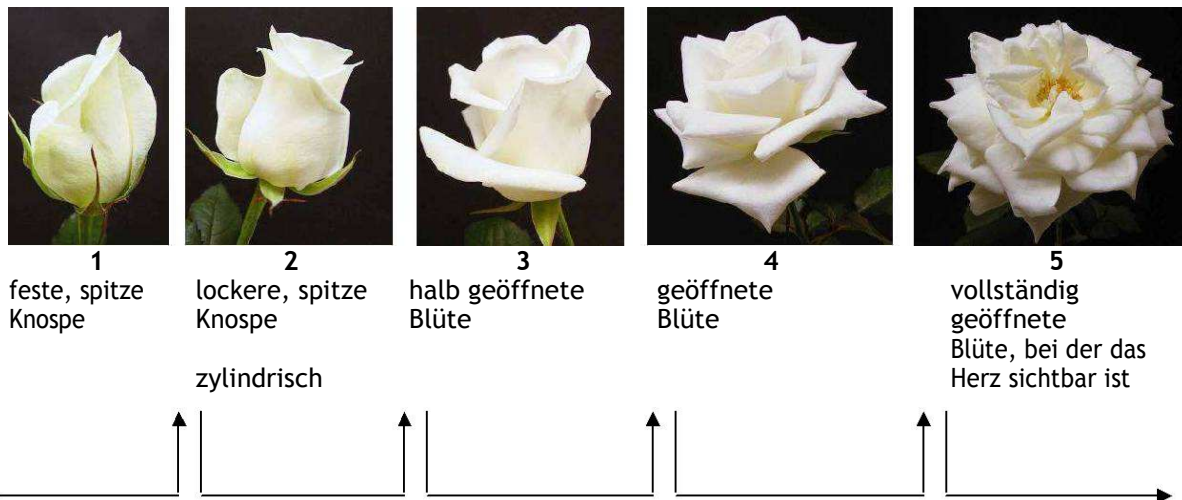 1
feste, spitze
Knospe
2
lockere, spitze
Knospe
zylindrisch
3
halb geöffnete
Blüte
4
geöffnete
Blüte
5
vollständig
geöffnete
Blüte, bei der das
Herz sichtbar ist